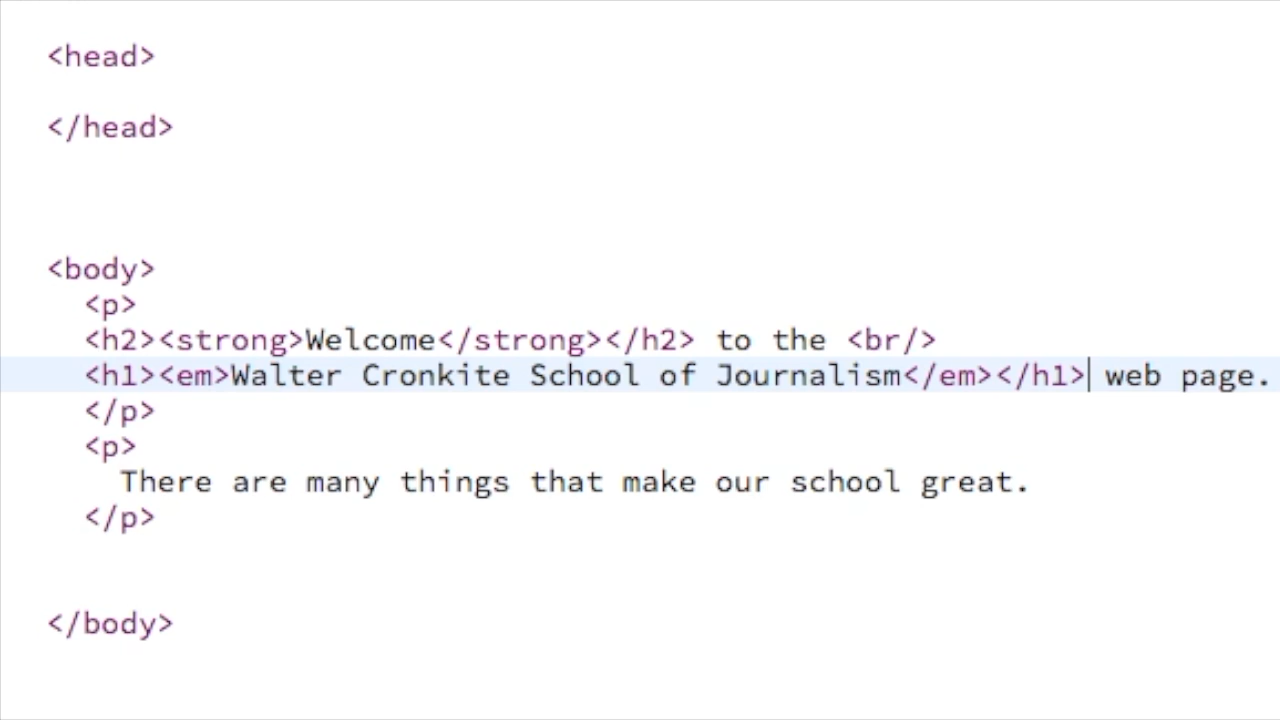 <head>
</head>
<body>
<p>
<h2><strong>Welcome</strong></h2> to the <br/>
<h1><em>Walter Cronkite School of Journalism</em></h1> web page.
</p>
<p>
There are many things that make our school great.
</p>
</body>